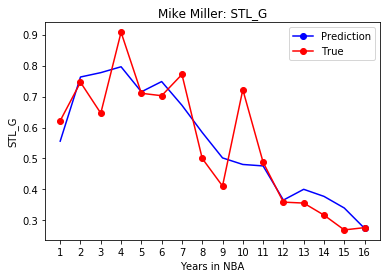 Mike Miller: STL_G
Prediction
True
STL_G
0.9
0.8
0.7
0.6
0.5
0.4
0.3
1 2 3 4 5 6 7 8 9 10 11 12 13 14 15 16
Years in NBA